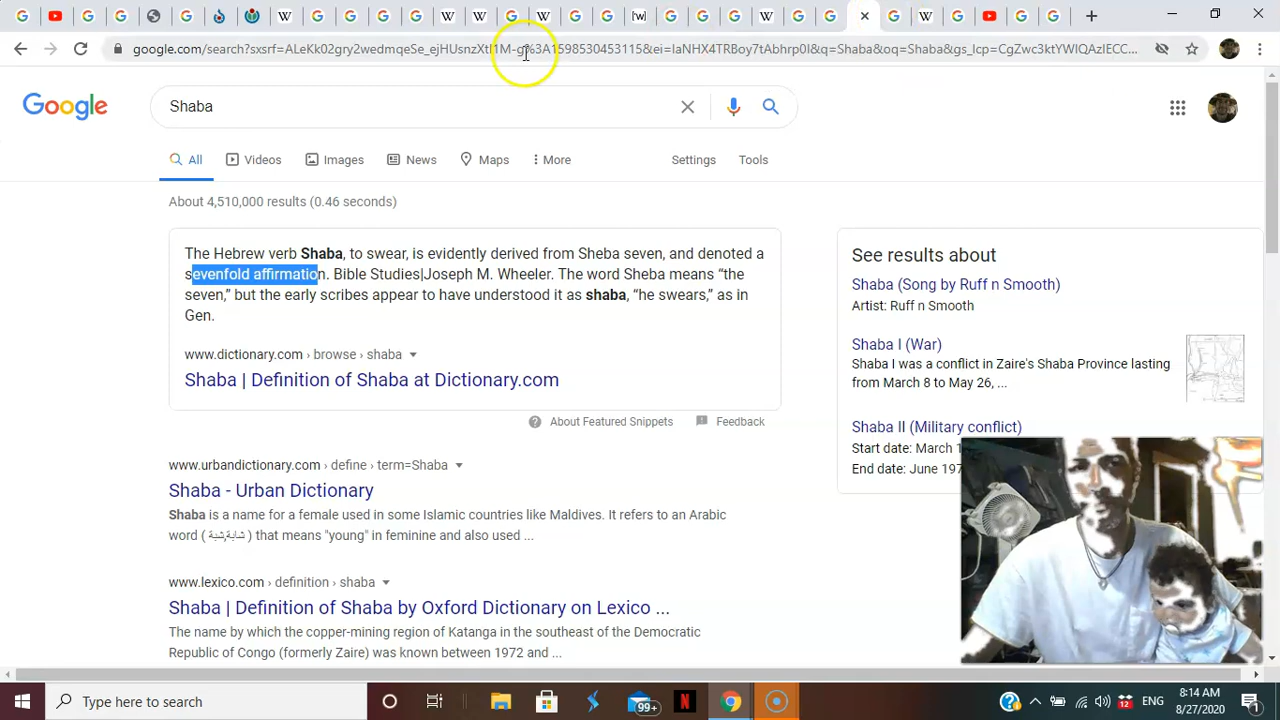 google.com/search?sxsrf=ALeKk02gry2wedmqeSe_ejHUsnzXtI1M-g%3A1598530453115&ei=
Google
Shaba
All
Videos
Images
News
Maps
More
Settings
Tools
About 4,510,000 results (0.46 seconds)
The Hebrew verb Shaba, to swear, is evidently derived from Sheba seven, and denoted a
sevenfold affirmation. Bible Studies|Joseph M. Wheeler. The word Sheba means “the
seven,” but the early scribes appear to have understood it as shaba, “he swears,” as in
Gen.
www.dictionary.com › browse › shaba
Shaba | Definition of Shaba at Dictionary.com
About Featured Snippets
Feedback
www.urbandictionary.com › define › term=Shaba
Shaba - Urban Dictionary
Shaba is a name for a female used in some Islamic countries like Maldives. It refers to an Arabic
word ( شابة,شبة ) that means "young" in feminine and also used ...
www.lexico.com › definition › shaba
Shaba | Definition of Shaba by Oxford Dictionary on Lexico ...
The name by which the copper-mining region of Katanga in the southeast of the Democratic
Republic of Congo (formerly Zaire) was known between 1972 and ...
See results about
Shaba (Song by Ruff n Smooth)
Artist: Ruff n Smooth
Shaba I (War)
Shaba I was a conflict in Zaire's Shaba Province lasting
from March 8 to May 26, ...
Shaba II (Military conflict)
Start date: March 1
End date: June 197
Type here to search
99+
N
12
ENG
8:14 AM
8/27/2020
1